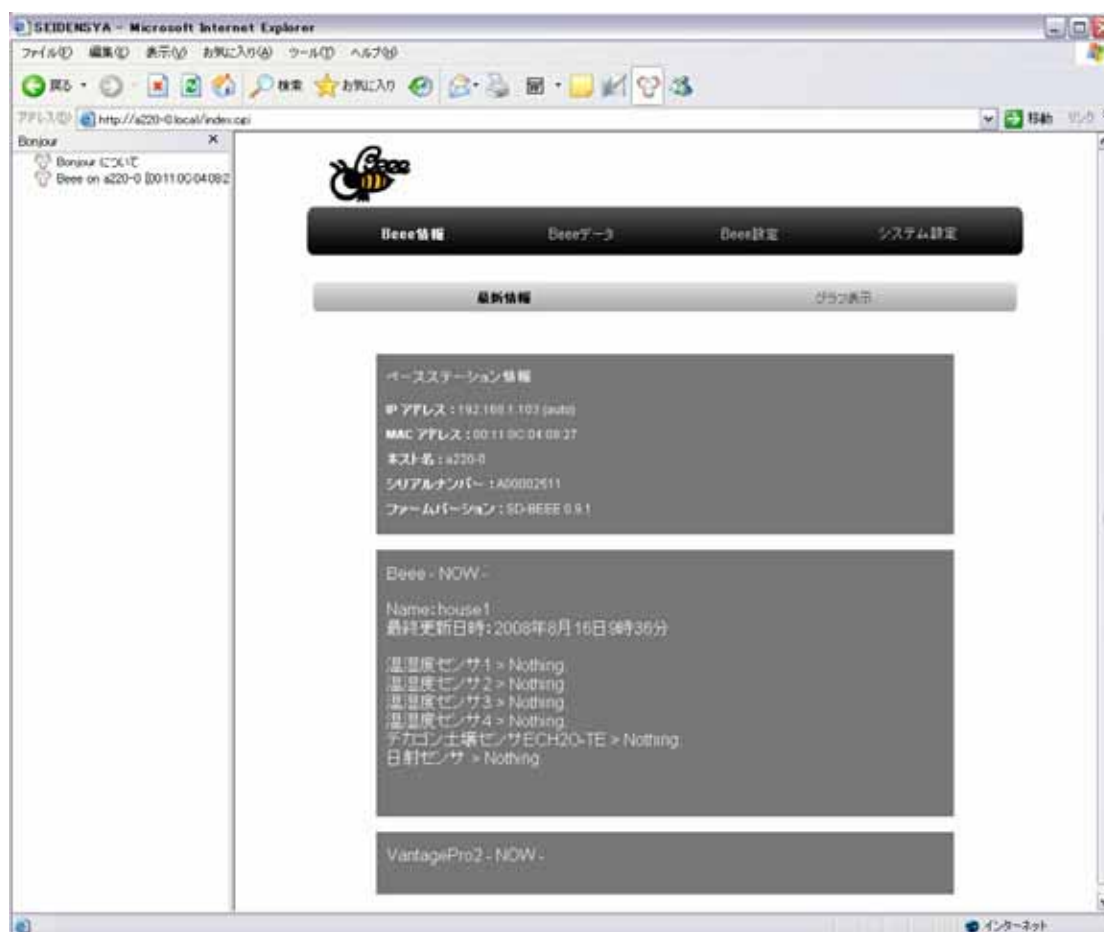 SEIDENSYA - Microsoft Internet Explorer
ファイル(F) 編集(E) 表示(V) お気に入り(A) ツール(T) ヘルプ(H)
戻る 検索 お気に入り
アドレス(D) http://a220-0.local/index.cgi 移動 リンク
Bonjour
Bonjour について
Beee on a220-0
Beee
Beee情報 Beeeデータ Beee設定 システム設定
最新情報 グラフ表示
ベースステーション情報
IP アドレス : 192.168.1.103 (auto)
MAC アドレス : 00:11:0C:04:08:27
ホスト名 : a220-0
シリアルナンバー : A00002611
ファームバーション : SD-BEEE 0.9.1
Beee - NOW -
Name:house1
最終更新日時:2008年8月16日9時36分
温湿度センサ1 > Nothing
温湿度センサ2 > Nothing
温湿度センサ3 > Nothing
温湿度センサ4 > Nothing
デカゴン土壌センサECH2O-TE > Nothing
日射センサ > Nothing
VantagePro2 - NOW -
インターネット